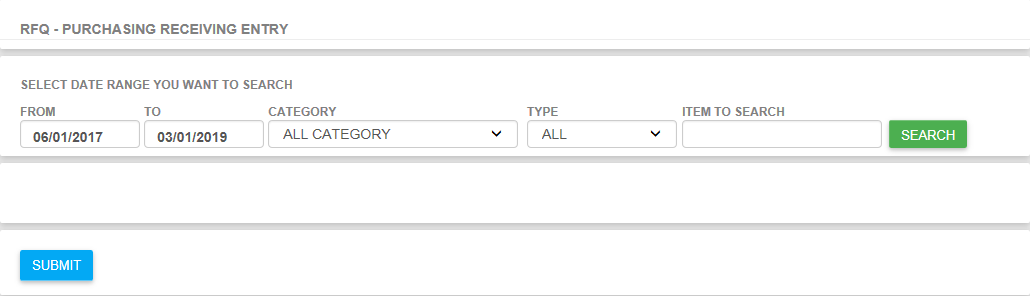 RFQ - PURCHASING RECEIVING ENTRY
SELECT DATE RANGE YOU WANT TO SEARCH
FROM TO CATEGORY TYPE ITEM TO SEARCH
06/01/2017 03/01/2019 ALL CATEGORY ALL SEARCH
SUBMIT